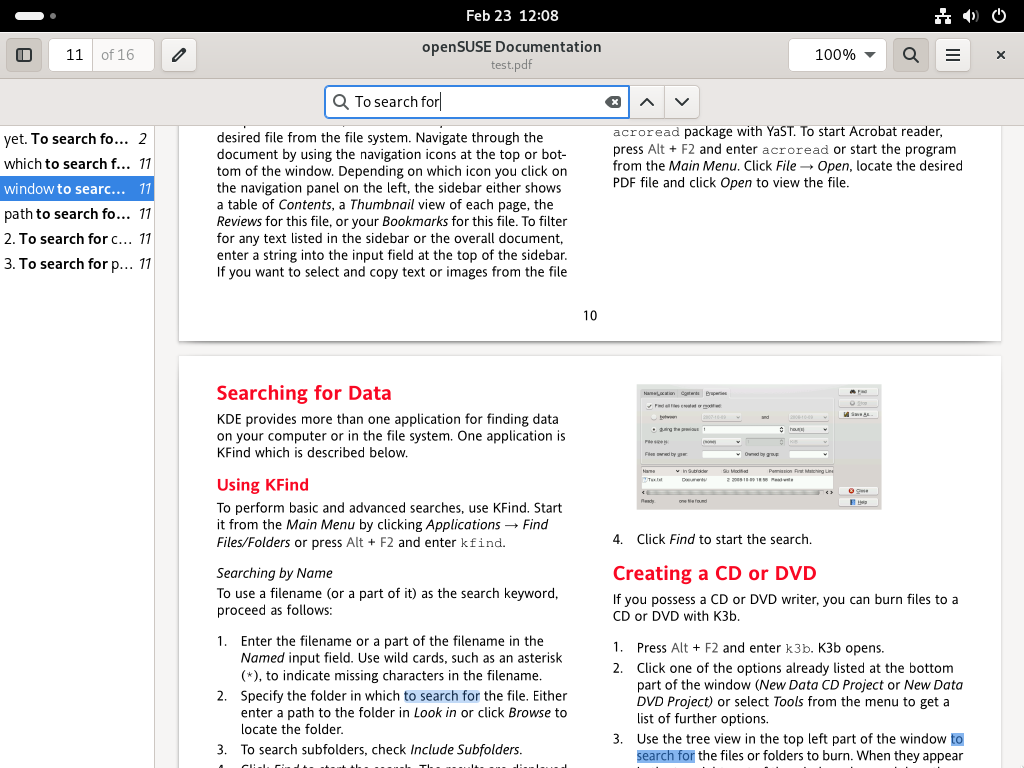 Feb 23 12:08
11 of 16
openSUSE Documentation
test.pdf
100%
To search for
yet. To search fo... 2
which to search f... 11
window to searc... 11
path to search fo... 11
2. To search for c... 11
3. To search for p... 11
desired file from the file system. Navigate through the
document by using the navigation icons at the top or bot-
tom of the window. Depending on which icon you click on
the navigation panel on the left, the sidebar either shows
a table of Contents, a Thumbnail view of each page, the
Reviews for this file, or your Bookmarks for this file. To filter
for any text listed in the sidebar or the overall document,
enter a string into the input field at the top of the sidebar.
If you want to select and copy text or images from the file
acroread package with YaST. To start Acrobat reader,
press Alt + F2 and enter acroread or start the program
from the Main Menu. Click File → Open, locate the desired
PDF file and click Open to view the file.
10
Searching for Data
KDE provides more than one application for finding data
on your computer or in the file system. One application is
KFind which is described below.
Using KFind
To perform basic and advanced searches, use KFind. Start
it from the Main Menu by clicking Applications → Find
Files/Folders or press Alt + F2 and enter kfind.
Searching by Name
To use a filename (or a part of it) as the search keyword,
proceed as follows:
1. Enter the filename or a part of the filename in the
Named input field. Use wild cards, such as an asterisk
(*), to indicate missing characters in the filename.
2. Specify the folder in which to search for the file. Either
enter a path to the folder in Look in or click Browse to
locate the folder.
3. To search subfolders, check Include Subfolders.
4. Click Find to start the search. The results are displayed
Name/Location Contents Properties
Find all files created or modified:
between and
during the previous 1 hour(s)
File size is: (none)
Files owned by user: Owned by group:
Name In Subfolder Modified Permission First Matching Line
Tux.txt Documents/ Read-write
Ready. one file found
Find
Stop
Save As...
Close
Help
4. Click Find to start the search.
Creating a CD or DVD
If you possess a CD or DVD writer, you can burn files to a
CD or DVD with K3b.
1. Press Alt + F2 and enter k3b. K3b opens.
2. Click one of the options already listed at the bottom
part of the window (New Data CD Project or New Data
DVD Project) or select Tools from the menu to get a
list of further options.
3. Use the tree view in the top left part of the window to
search for the files or folders to burn. When they appear